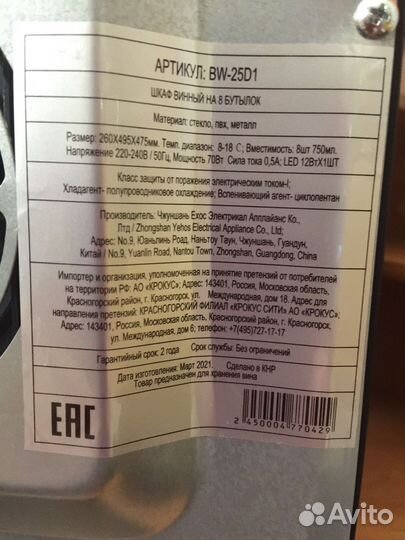 АРТИКУЛ: BW-25D1
ШКАФ ВИННЫЙ НА 8 БУТЫЛОК
Материал: стекло, пвх, металл
Размер: 260X495X475мм. Темп. диапазон: 8-18 C; Вместимость: 8шт 750мл.
Напряжение 220-240В / 50Гц, Мощность 70Вт Сила тока 0,5А; LED 12ВтX1ШТ
Класс защиты от поражения электрическим током-I;
Хладагент- полупроводниковое охлаждение; Вспенивающий агент- циклопентан
Производитель: Чжуншань Ехос Электрикал Апплайанс Ко.,
Лтд / Zhongshan Yehos Electrical Appliance Co., Ltd;
Адрес: No.9, Юаньлинь Роад, Наньтоу Таун, Чжуншань, Гуандун,
Китай / No.9, Yuanlin Road, Nantou Town, Zhongshan, Guangdong, China
Импортер и организация, уполномоченная на принятие претензий от потребителей
на территории РФ: АО «КРОКУС». Адрес: 143401, Россия, Московская область,
Красногорский район, г. Красногорск, ул. Международная, дом 18. Адрес для
направления претензий: КРАСНОГОРСКИЙ ФИЛИАЛ «КРОКУС СИТИ» АО «КРОКУС»;
Адрес: 143401, Россия, Московская область, Красногорский район, г. Красногорск,
ул. Международная, дом 6; телефон: +7(495)727-17-17
Гарантийный срок: 2 года Срок службы: Без ограничений
Дата изготовления: Март 2021. Сделано в КНР
Товар предназначен для хранения вина
EAC
2 450004 770429
Avito